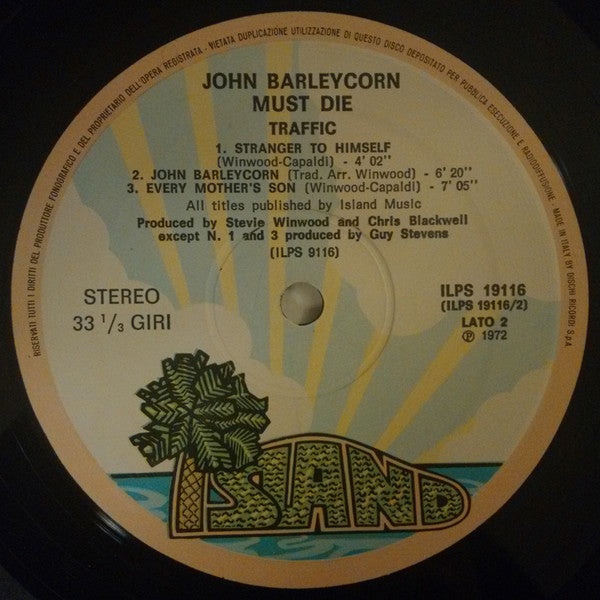 RISERVATI TUTTI I DIRITTI DEL PRODUTTORE FONOGRAFICO E DEL PROPRIETARIO DELL'OPERA REGISTRATA - VIETATA DUPLICAZIONE UTILIZZAZIONE DI QUESTO DISCO DEPOSITATO PER PUBBLICA ESECUZIONE E RADIODIFFUSIONE. - MADE IN ITALY BY DISCHI RICORDI S.p.A.
JOHN BARLEYCORN
MUST DIE
TRAFFIC
1. STRANGER TO HIMSELF
(Winwood-Capaldi) - 4' 02"
2. JOHN BARLEYCORN (Trad. Arr. Winwood) - 6' 20"
3. EVERY MOTHER'S SON (Winwood-Capaldi) - 7' 05"
All titles published by Island Music
Produced by Stevie Winwood and Chris Blackwell
except N. 1 and 3 produced by Guy Stevens
(ILPS 9116)
STEREO
33 1/3 GIRI
ILPS 19116
(ILPS 19116/2)
LATO 2
℗ 1972
ISLAND